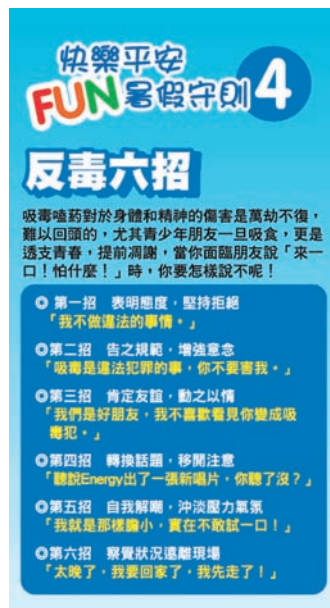 快樂平安
FUN暑假守則4
反毒六招
吸毒嗑葯對於身體和精神的傷害是萬劫不復，
難以回頭的，尤其青少年朋友一旦吸食，更是
透支青春，提前凋謝，當你面臨朋友說「來一
口！怕什麼！」時，你要怎樣說不呢！
◎ 第一招 表明態度，堅持拒絕
「我不做違法的事情。」
◎第二招 告之規範，增強意念
「吸毒是違法犯罪的事，你不要害我。」
◎第三招 肯定友誼，動之以情
「我們是好朋友，我不喜歡看見你變成吸
毒犯。」
◎第四招 轉換話題，移開注意
「聽說Energy出了一張新唱片，你聽了沒？」
◎第五招 自我解嘲，沖淡壓力氣氛
「我就是那樣膽小，實在不敢試一口！」
◎第六招 察覺狀況遠離現場
「太晚了，我要回家了，我先走了！」